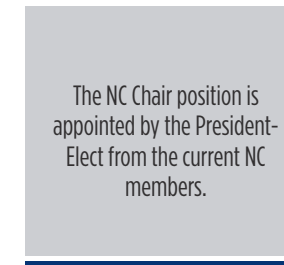 The NC Chair position is
appointed by the President-
Elect from the current NC
members.